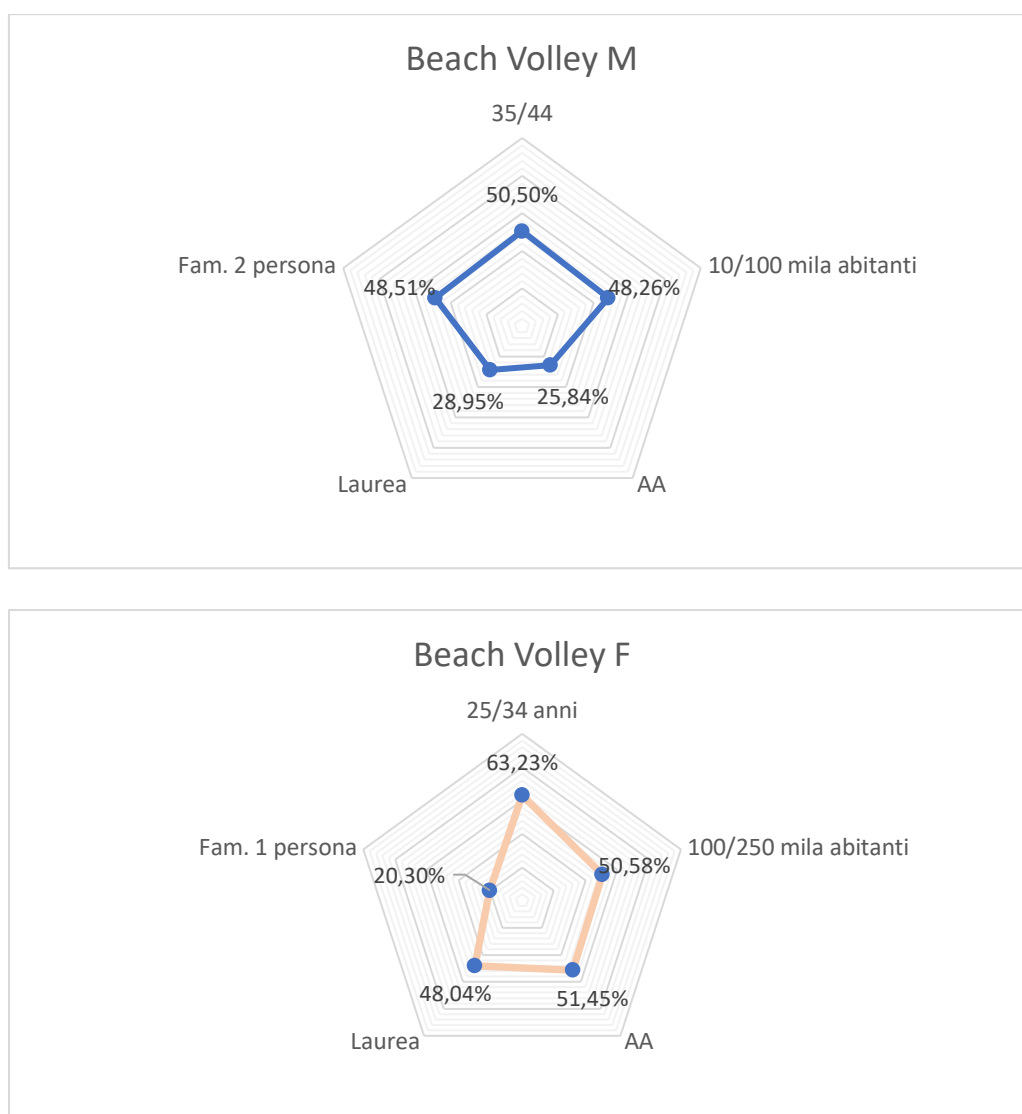 Beach Volley M
35/44
50,50%
Fam. 2 persona
10/100 mila abitanti
48,51%
48,26%
28,95%
25,84%
Laurea
AA
Beach Volley F
25/34 anni
63,23%
Fam. 1 persona
100/250 mila abitanti
20,30%
50,58%
48,04%
51,45%
Laurea
AA